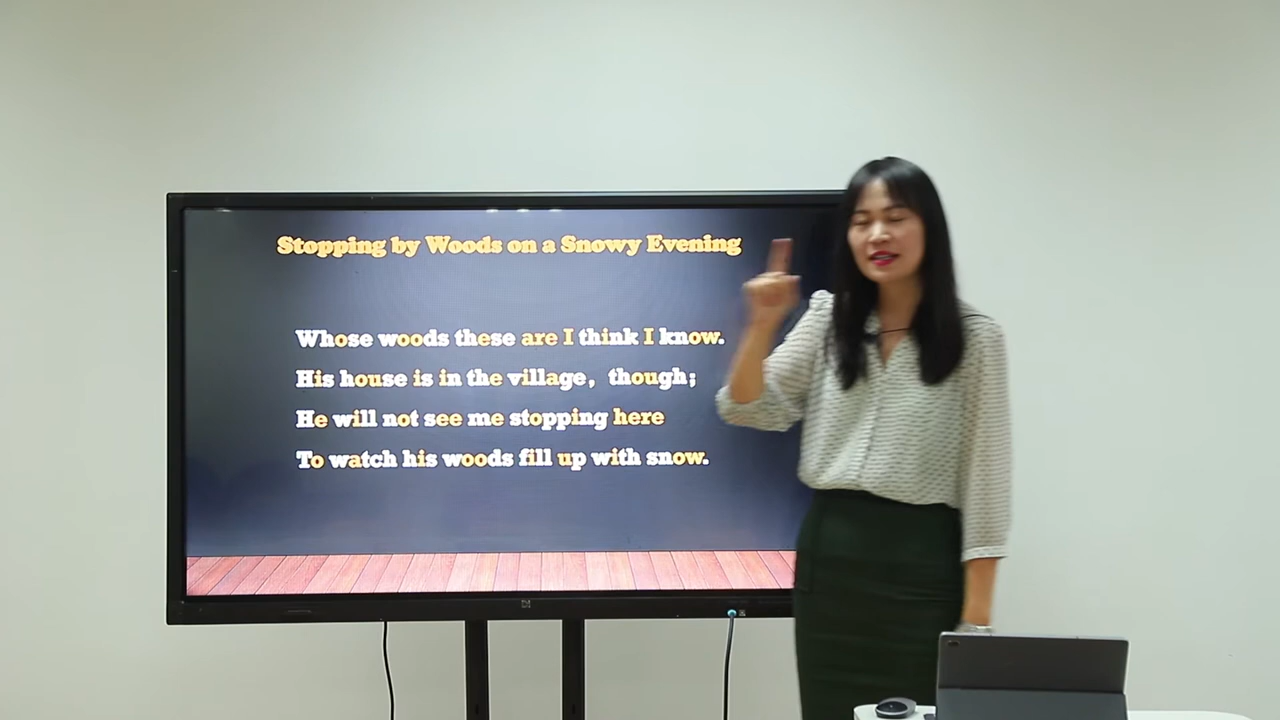 Stopping by Woods on a Snowy Evening
Whose woods these are I think I know.
His house is in the village, though;
He will not see me stopping here
To watch his woods fill up with snow.